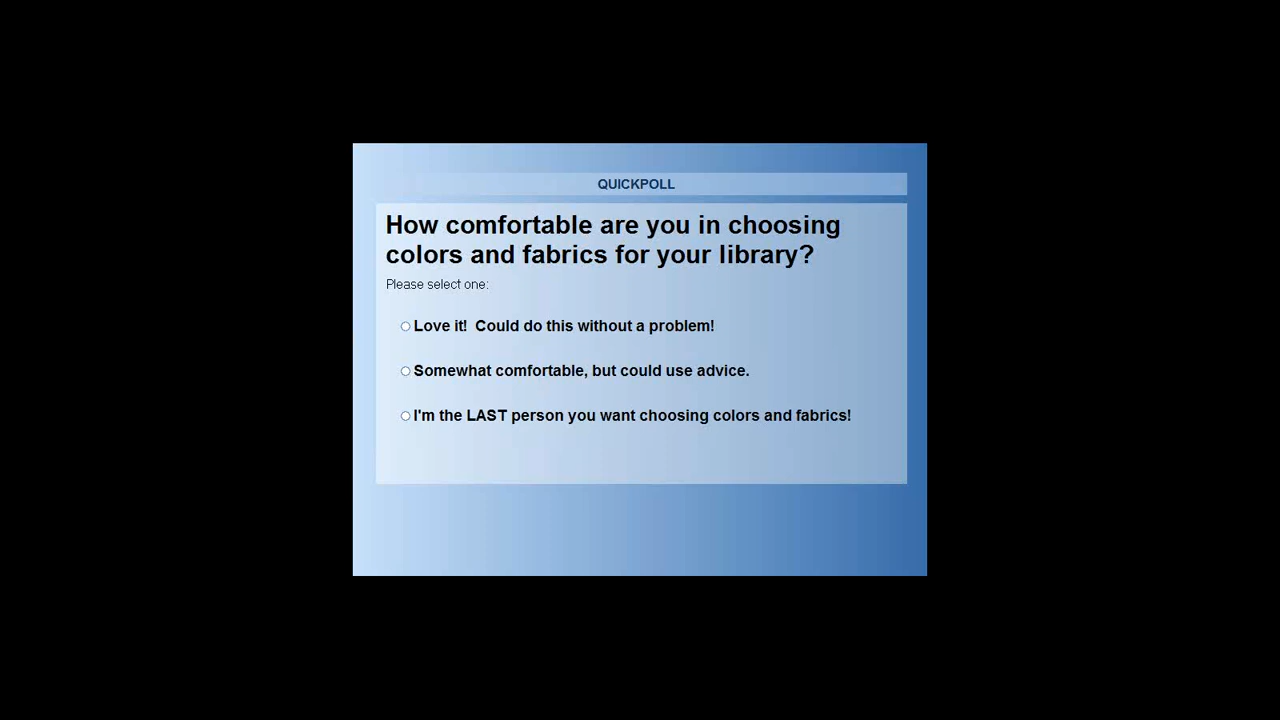 QUICKPOLL
How comfortable are you in choosing
colors and fabrics for your library?
Please select one:
Love it!  Could do this without a problem!
Somewhat comfortable, but could use advice.
I'm the LAST person you want choosing colors and fabrics!